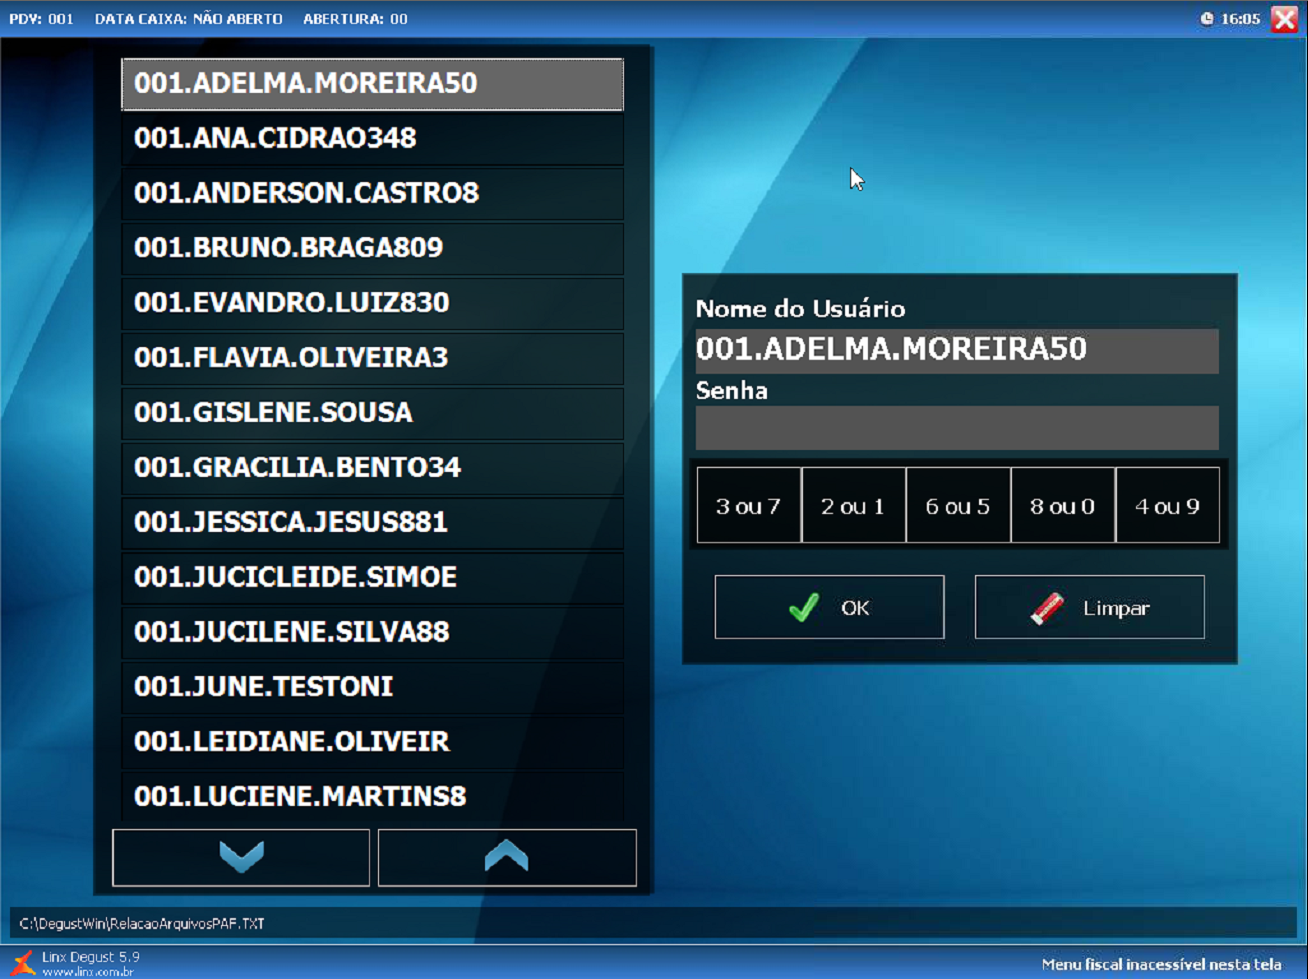 PDV: 001 DATA CAIXA: NÃO ABERTO ABERTURA: 00 16:05
001.ADELMA.MOREIRA50
001.ANA.CIDRAO348
001.ANDERSON.CASTRO8
001.BRUNO.BRAGA809
001.EVANDRO.LUIZ830
001.FLAVIA.OLIVEIRA3
001.GISLENE.SOUSA
001.GRACILIA.BENTO34
001.JESSICA.JESUS881
001.JUCICLEIDE.SIMOE
001.JUCILENE.SILVA88
001.JUNE.TESTONI
001.LEIDIANE.OLIVEIR
001.LUCIENE.MARTINS8
Nome do Usuário
001.ADELMA.MOREIRA50
Senha
3 ou 7 2 ou 1 6 ou 5 8 ou 0 4 ou 9
OK Limpar
C:\DegustWin\RelacaoArquivosPAF.TXT
Linx Degust 5.9
www.linx.com.br
Menu fiscal inacessível nesta tela